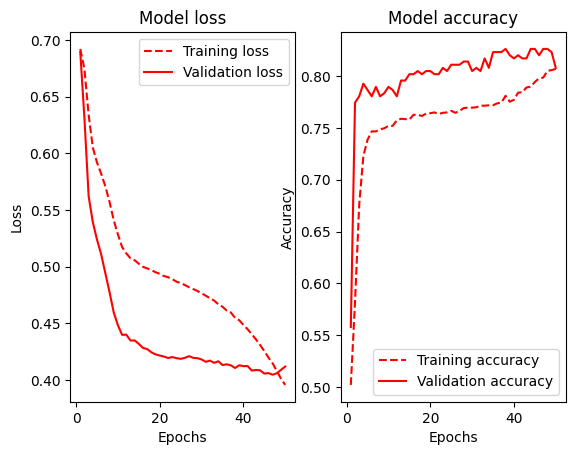 Model loss
Training loss
Validation loss
0.70
0.65
0.60
0.55
0.50
0.45
0.40
Loss
0
20
40
Epochs
Model accuracy
0.80
0.75
0.70
0.65
0.60
0.55
0.50
Accuracy
Training accuracy
Validation accuracy
0
20
40
Epochs